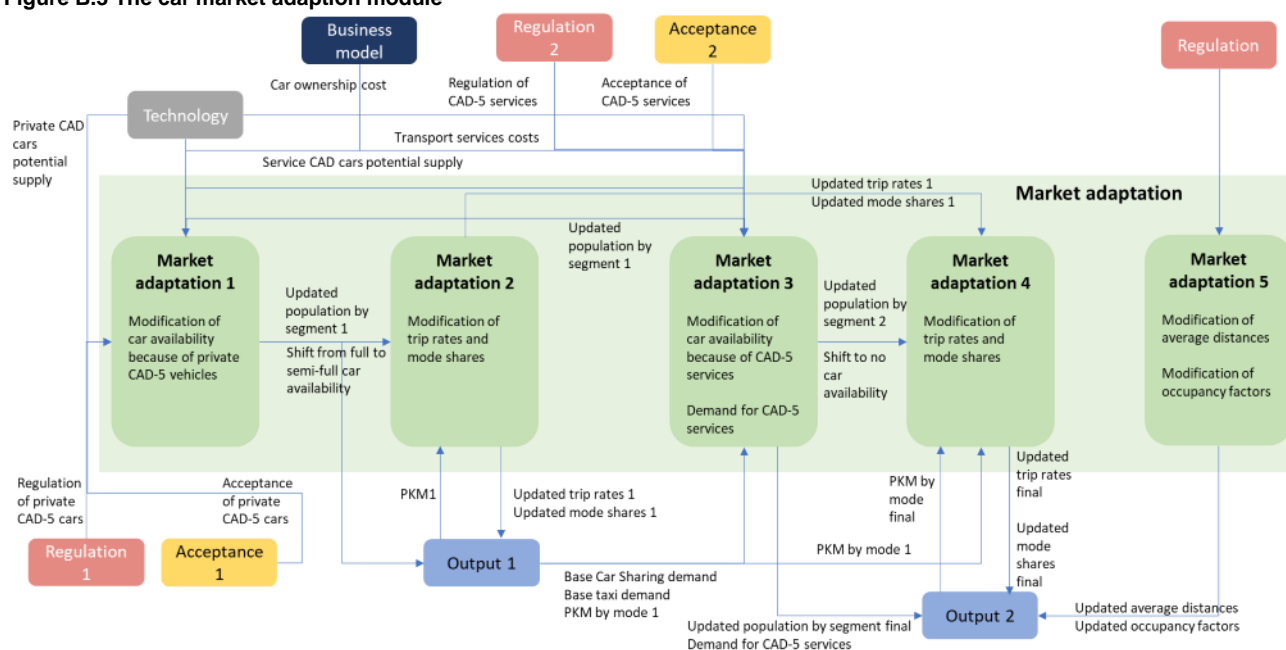 Figure B.3 The car market adaption module
Business
model
Regulation
2
Acceptance
2
Regulation
Car ownership cost
Regulation of
CAD-5 services
Acceptance of
CAD-5 services
Technology
Private CAD
cars
potential
supply
Transport services costs
Service CAD cars potential supply
Updated trip rates 1
Updated mode shares 1
Market adaptation
Updated
population by
segment 1
Market
adaptation 1
Modification of
car availability
because of private
CAD-5 vehicles
Updated
population by
segment 1
Shift from full to
semi-full car
availability
Market
adaptation 2
Modification of
trip rates and
mode shares
Market
adaptation 3
Modification of
car availability
because of CAD-5
services
Demand for CAD-5
services
Updated
population by
segment 2
Shift to no
car
availability
Market
adaptation 4
Modification of
trip rates and
mode shares
Market
adaptation 5
Modification of
average distances
Modification of
occupancy factors
Regulation
of private
CAD-5 cars
Acceptance
of private
CAD-5 cars
PKM1
Updated trip rates 1
Updated mode shares 1
PKM by
mode
final
Updated
trip rates
final
Regulation
1
Acceptance
1
Output 1
PKM by mode 1
Updated
mode
shares
final
Base Car Sharing demand
Base taxi demand
PKM by mode 1
Updated population by segment final
Demand for CAD-5 services
Output 2
Updated average distances
Updated occupancy factors